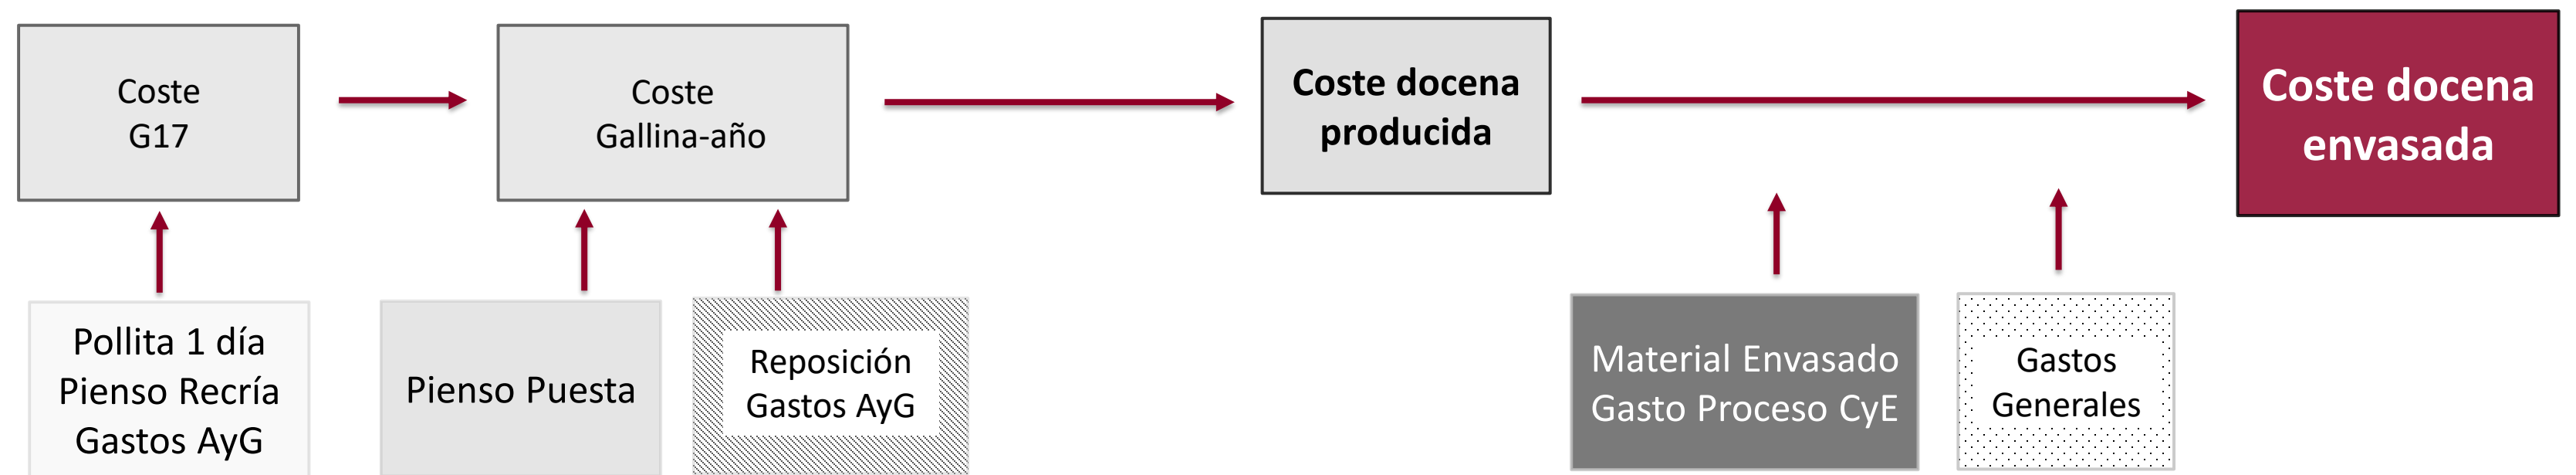 Coste
G17
Coste
Gallina-año
Coste docena
producida
Coste docena
envasada
Pollita 1 día
Pienso Recría
Gastos AyG
Pienso Puesta
Reposición
Gastos AyG
Material Envasado
Gasto Proceso CyE
Gastos
Generales